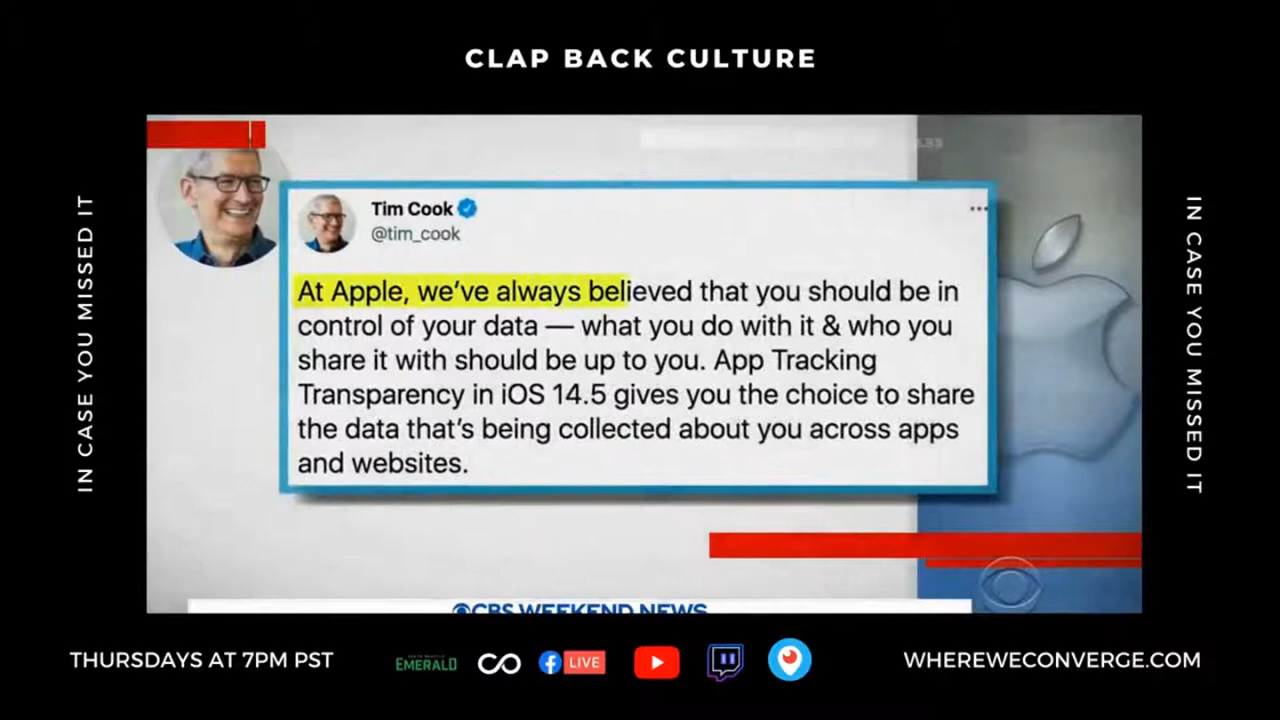 CLAP BACK CULTURE
IN CASE YOU MISSED IT
Tim Cook
@tim_cook
At Apple, we've always believed that you should be in
control of your data — what you do with it & who you
share it with should be up to you. App Tracking
Transparency in iOS 14.5 gives you the choice to share
the data that's being collected about you across apps
and websites.
IN CASE YOU MISSED IT
CBS WEEKEND NEWS
THURSDAYS AT 7PM PST
EMERALD
LIVE
WHEREWECONVERGE.COM